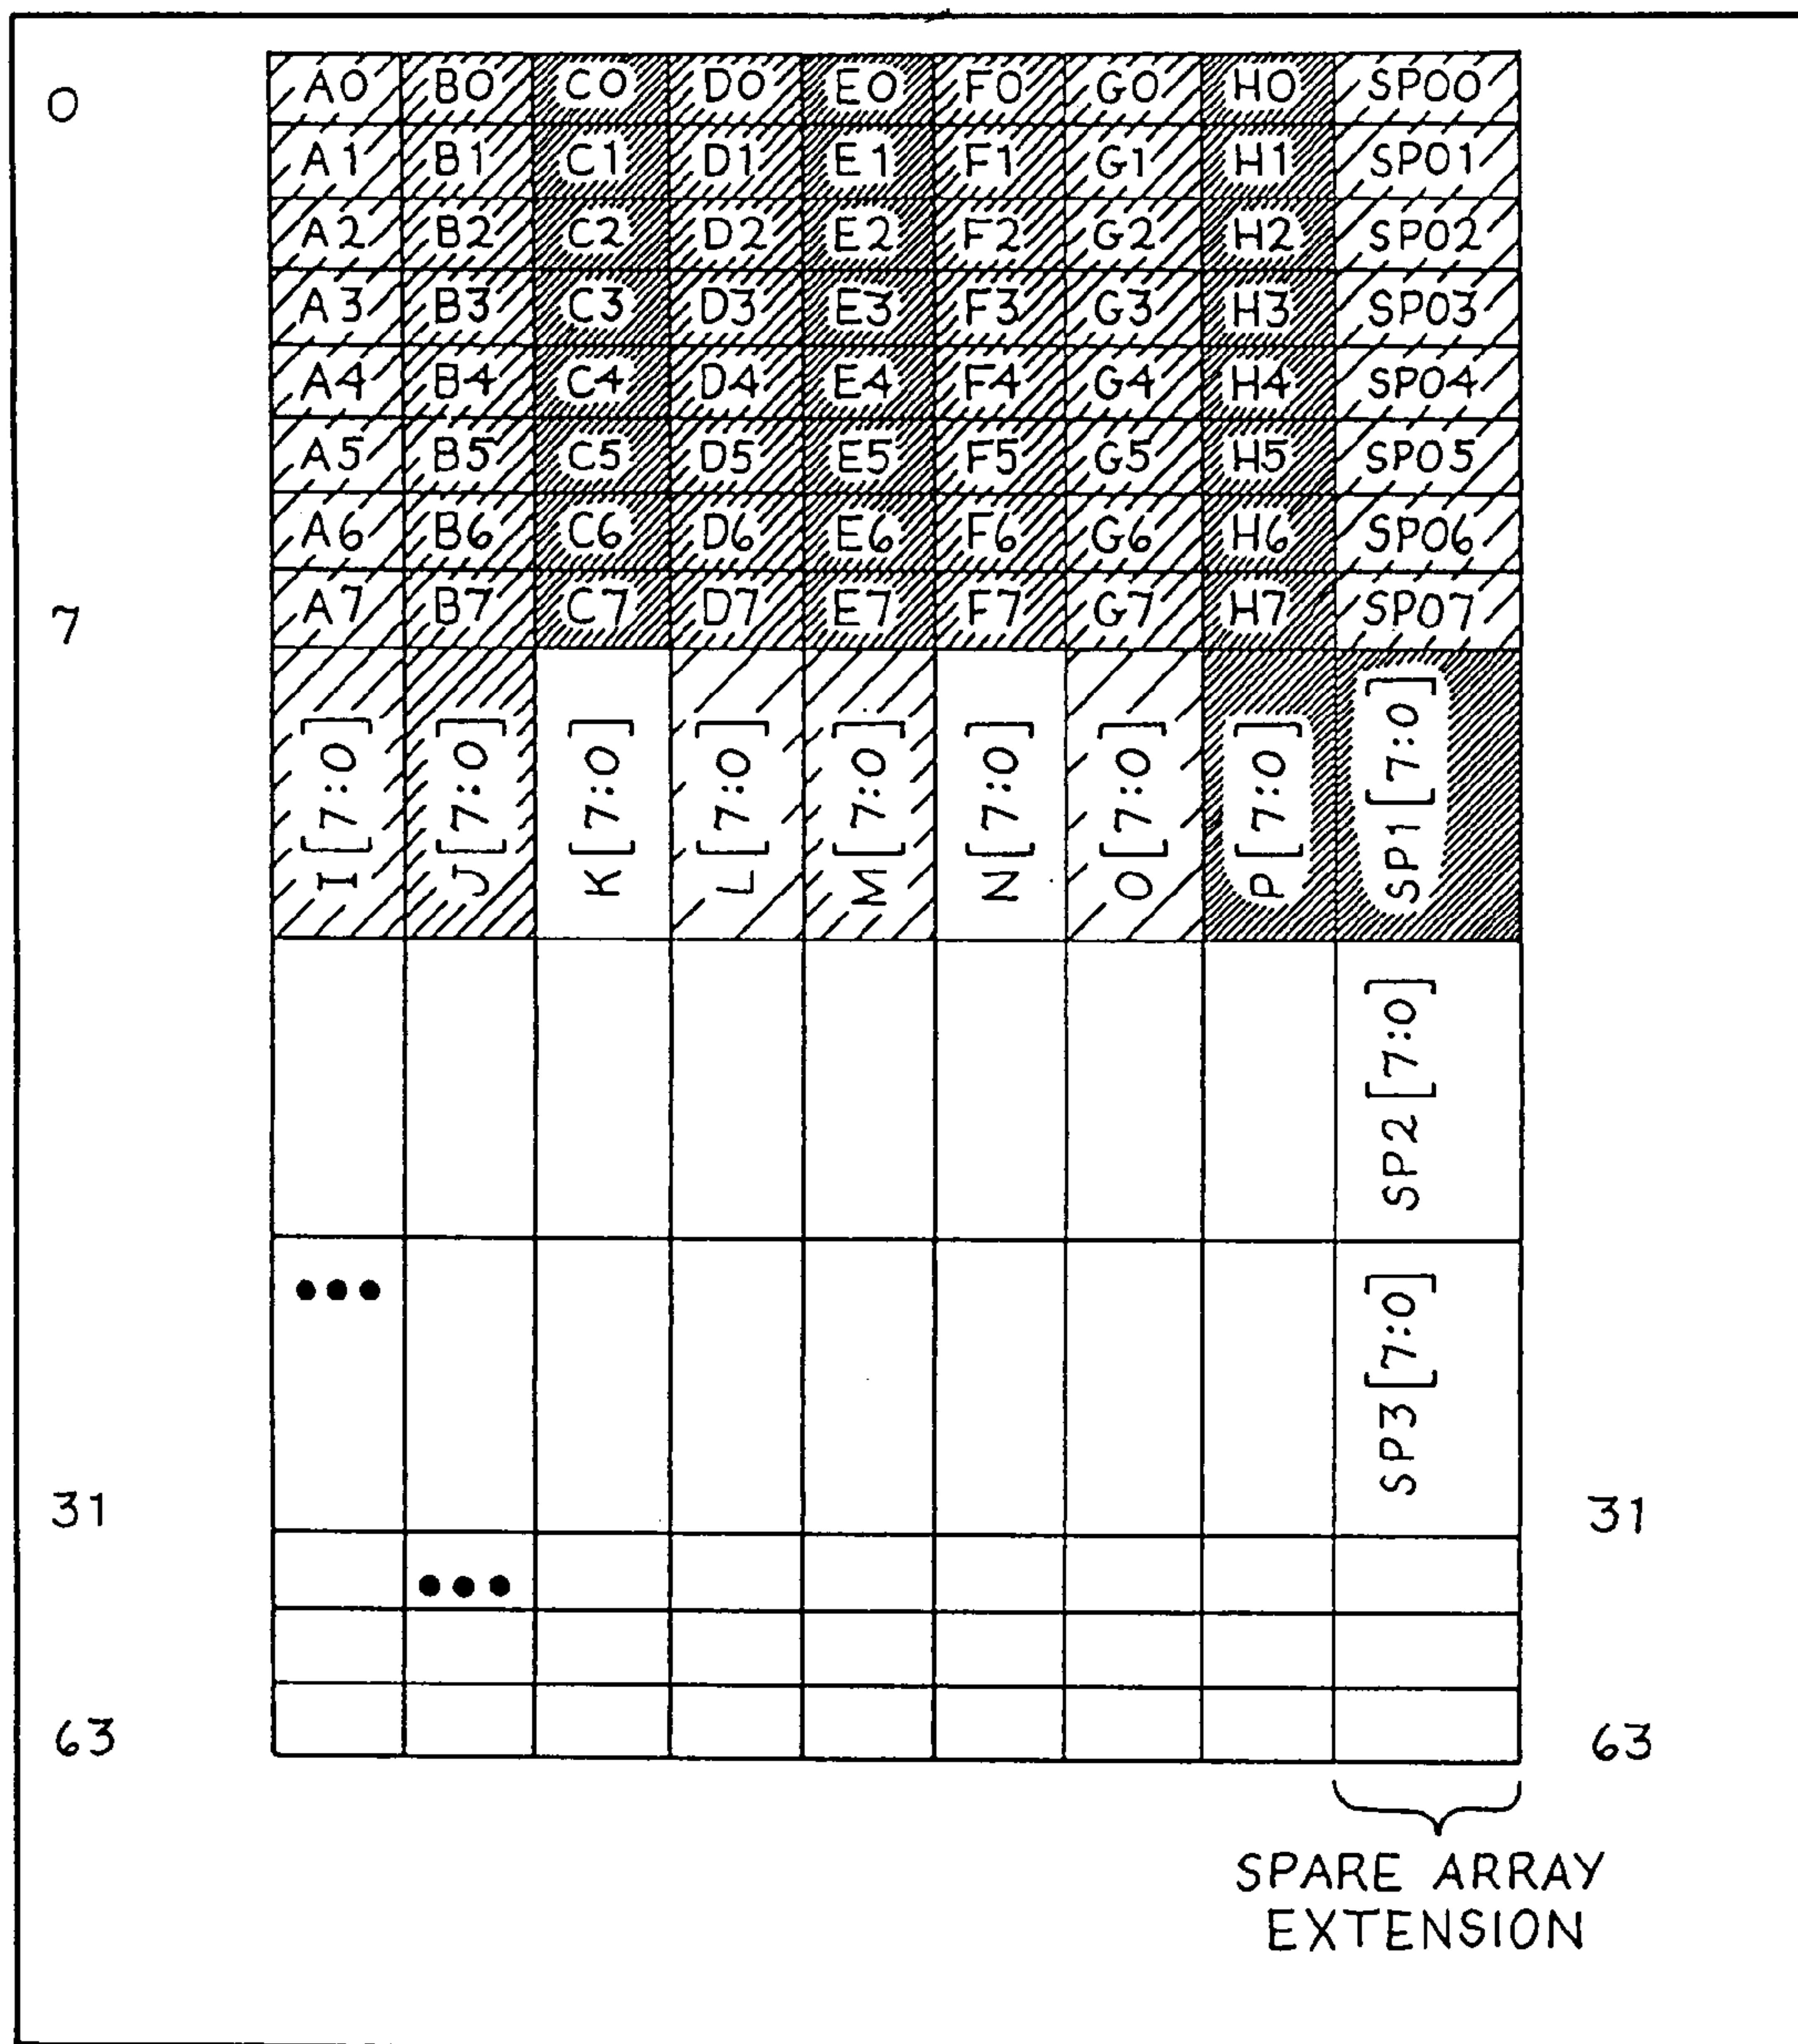 0 A0 B0 C0 D0 E0 F0 G0 H0 SP00
A1 B1 C1 D1 E1 F1 G1 H1 SP01
A2 B2 C2 D2 E2 F2 G2 H2 SP02
A3 B3 C3 D3 E3 F3 G3 H3 SP03
A4 B4 C4 D4 E4 F4 G4 H4 SP04
A5 B5 C5 D5 E5 F5 G5 H5 SP05
A6 B6 C6 D6 E6 F6 G6 H6 SP06
7 A7 B7 C7 D7 E7 F7 G7 H7 SP07
I[7:0] J[7:0] K[7:0] L[7:0] M[7:0] N[7:0] O[7:0] P[7:0] SP1[7:0]
SP2[7:0]
••• SP3[7:0]
31 31
•••
63 63
SPARE ARRAY
EXTENSION